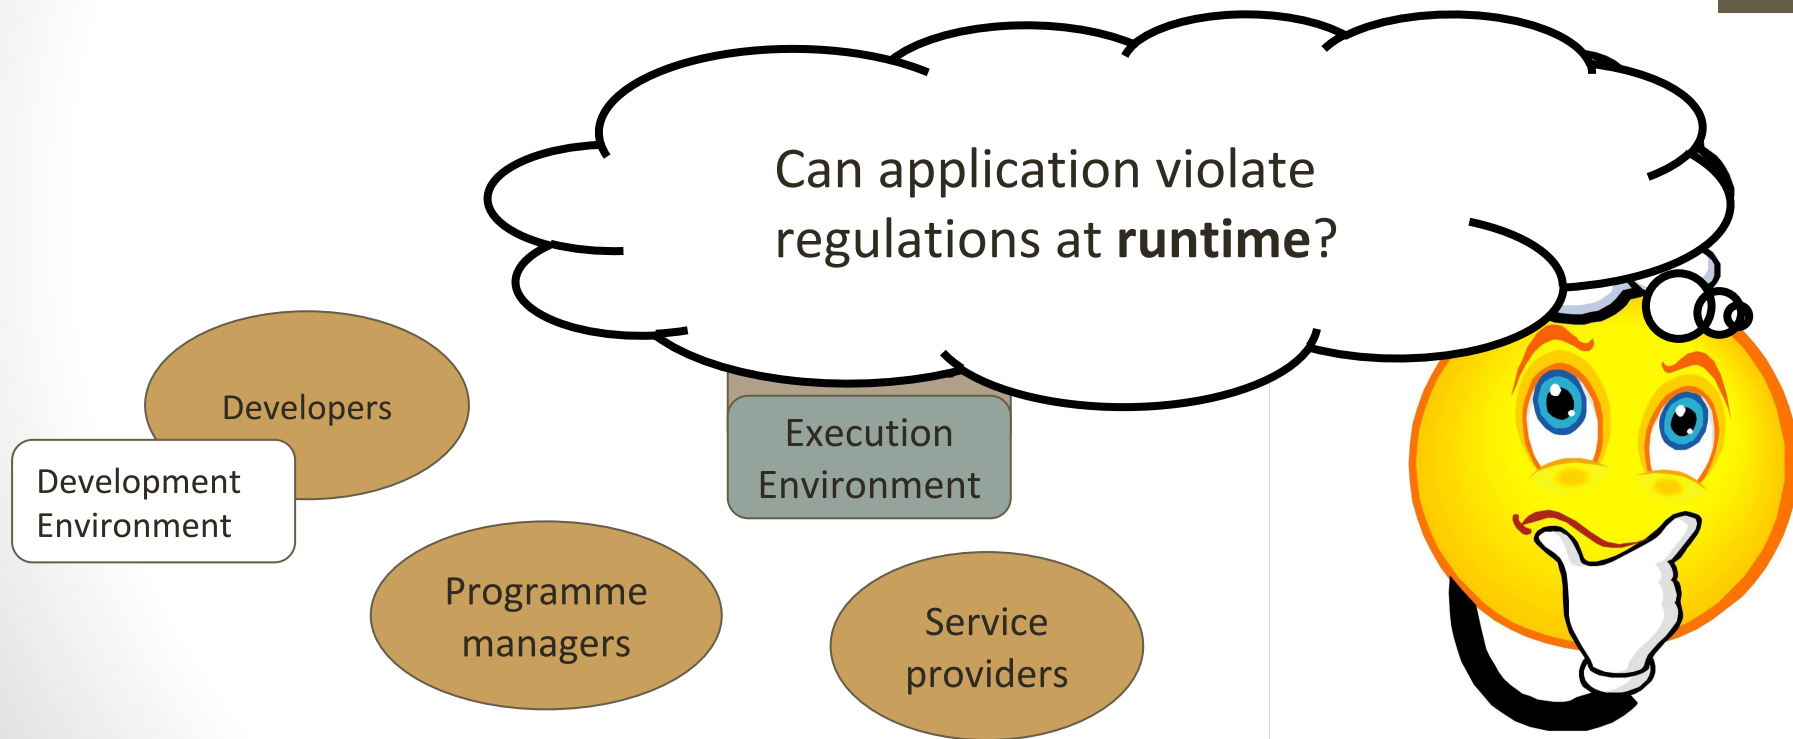 Can application violate
regulations at runtime?
Developers
Development
Environment
Execution
Environment
Programme
managers
Service
providers